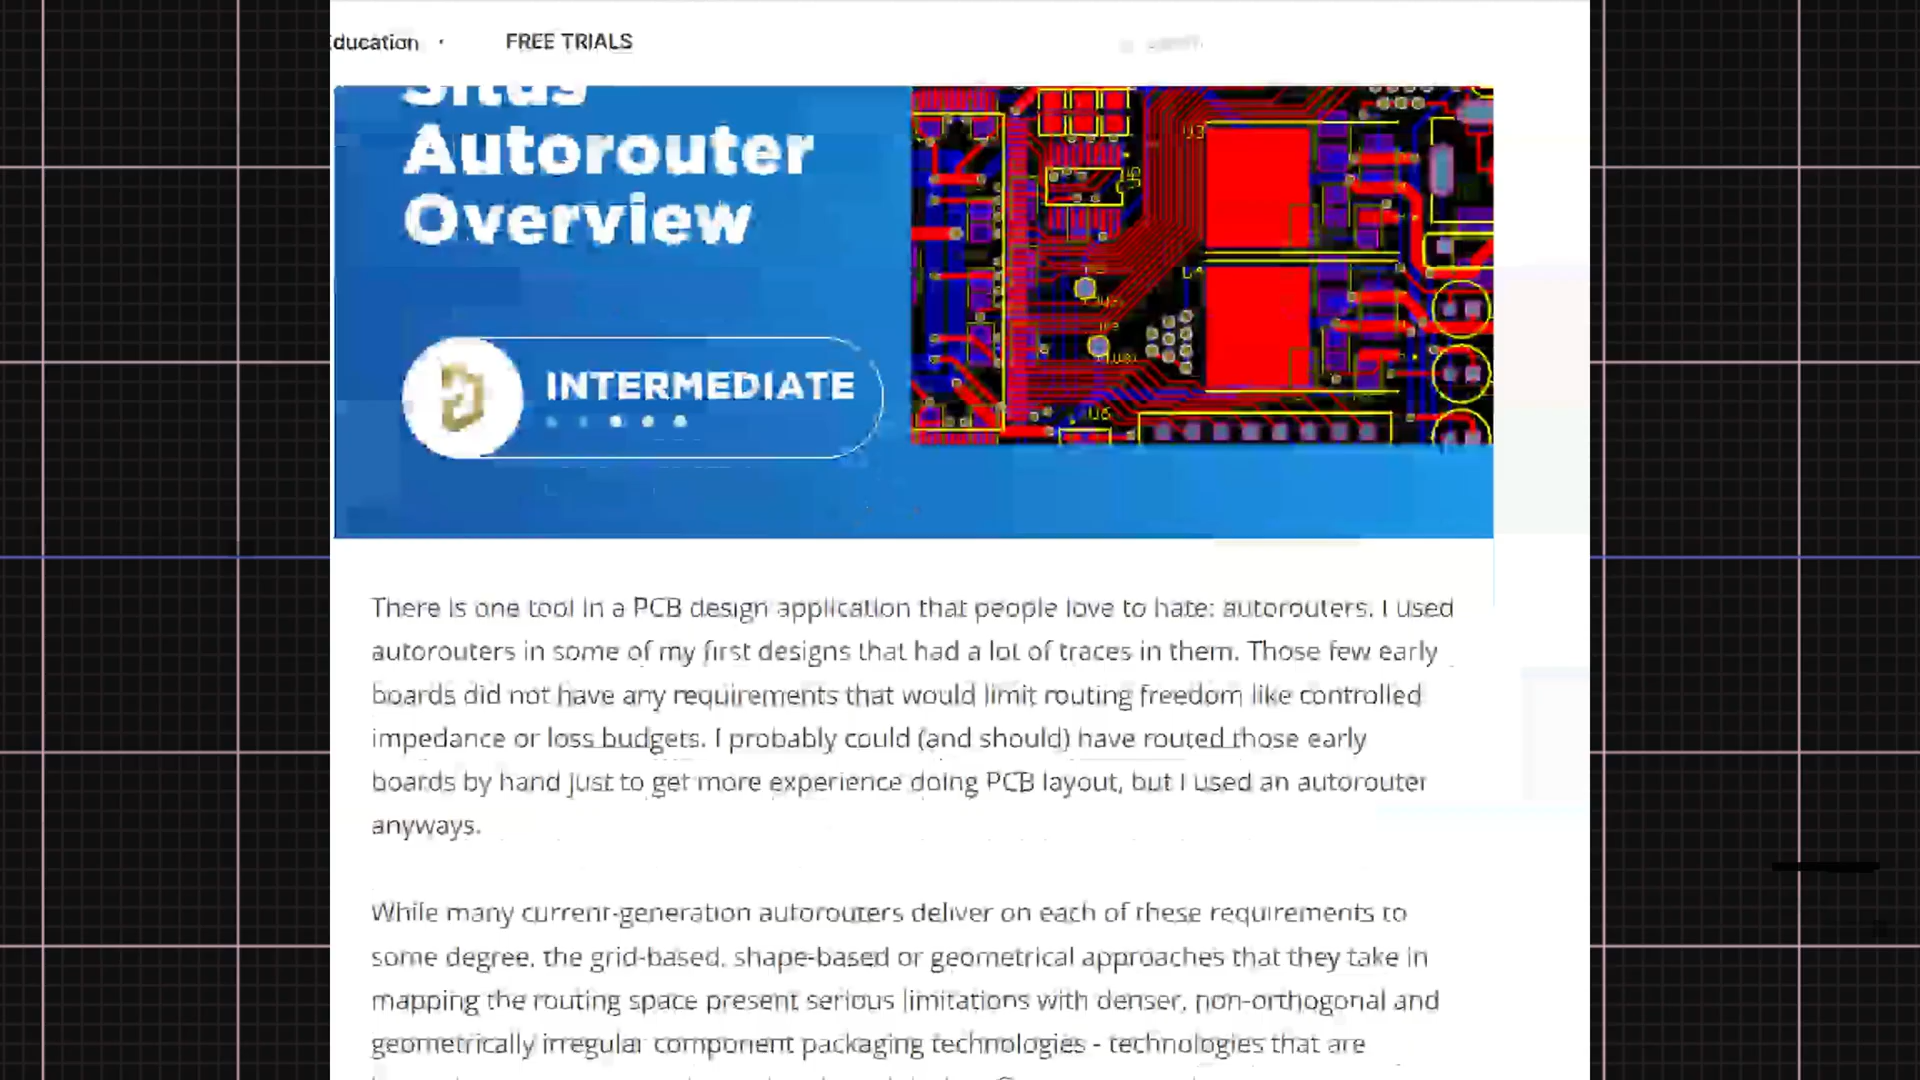 Education
FREE TRIALS
Situs
Autorouter
Overview
INTERMEDIATE
U3
U5
U6
There is one tool in a PCB design application that people love to hate: autorouters. I used
autorouters in some of my first designs that had a lot of traces in them. Those few early
boards did not have any requirements that would limit routing freedom like controlled
impedance or loss budgets. I probably could (and should) have routed those early
boards by hand just to get more experience doing PCB layout, but I used an autorouter
anyways.
While many current-generation autorouters deliver on each of these requirements to
some degree, the grid-based, shape-based or geometrical approaches that they take in
mapping the routing space present serious limitations with denser, non-orthogonal and
geometrically irregular component packaging technologies - technologies that are